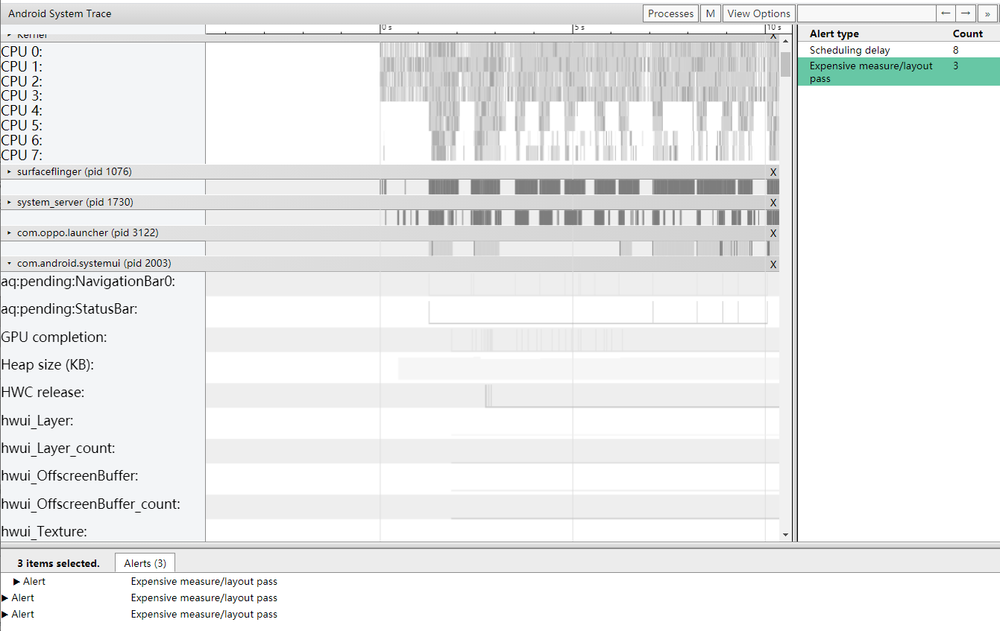 Android System Trace
Processes
M
View Options
←
→
»
0 s
5 s
10 s
Alert type Count
Scheduling delay 8
Expensive measure/layout 3
pass
Kernel X
CPU 0:
CPU 1:
CPU 2:
CPU 3:
CPU 4:
CPU 5:
CPU 6:
CPU 7:
surfaceflinger (pid 1076) X
system_server (pid 1730) X
com.oppo.launcher (pid 3122) X
com.android.systemui (pid 2003) X
aq:pending:NavigationBar0:
aq:pending:StatusBar:
GPU completion:
Heap size (KB):
HWC release:
hwui_Layer:
hwui_Layer_count:
hwui_OffscreenBuffer:
hwui_OffscreenBuffer_count:
hwui_Texture:
3 items selected. Alerts (3)
Alert Expensive measure/layout pass
Alert Expensive measure/layout pass
Alert Expensive measure/layout pass